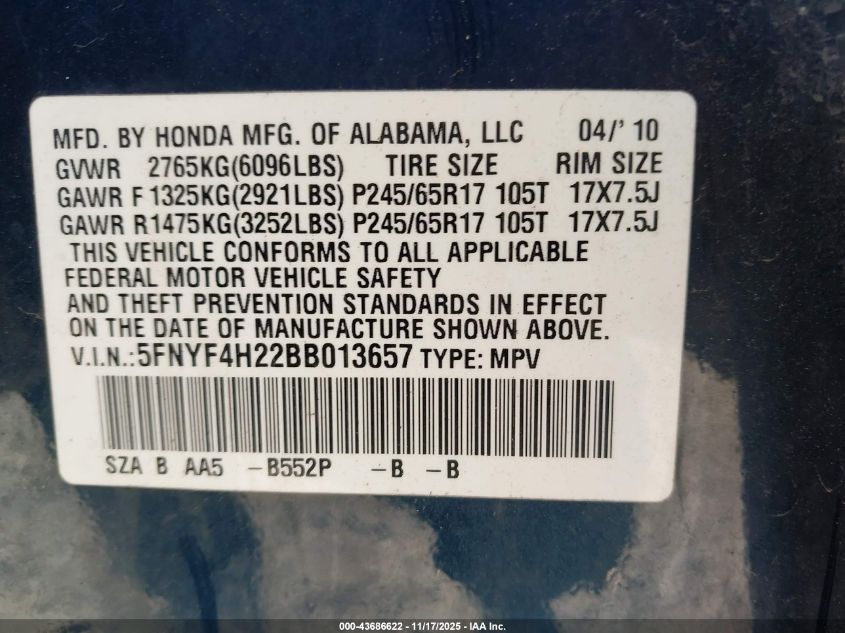 MFD. BY HONDA MFG. OF ALABAMA, LLC 04/' 10
GVWR 2765KG(6096LBS) TIRE SIZE RIM SIZE
GAWR F 1325KG(2921LBS) P245/65R17 105T 17X7.5J
GAWR R1475KG(3252LBS) P245/65R17 105T 17X7.5J
THIS VEHICLE CONFORMS TO ALL APPLICABLE
FEDERAL MOTOR VEHICLE SAFETY
AND THEFT PREVENTION STANDARDS IN EFFECT
ON THE DATE OF MANUFACTURE SHOWN ABOVE.
V.I.N.:5FNYF4H22BB013657 TYPE: MPV
SZA B AA5 -B552P -B -B
000-43686622 - 11/17/2025 - IAA Inc.